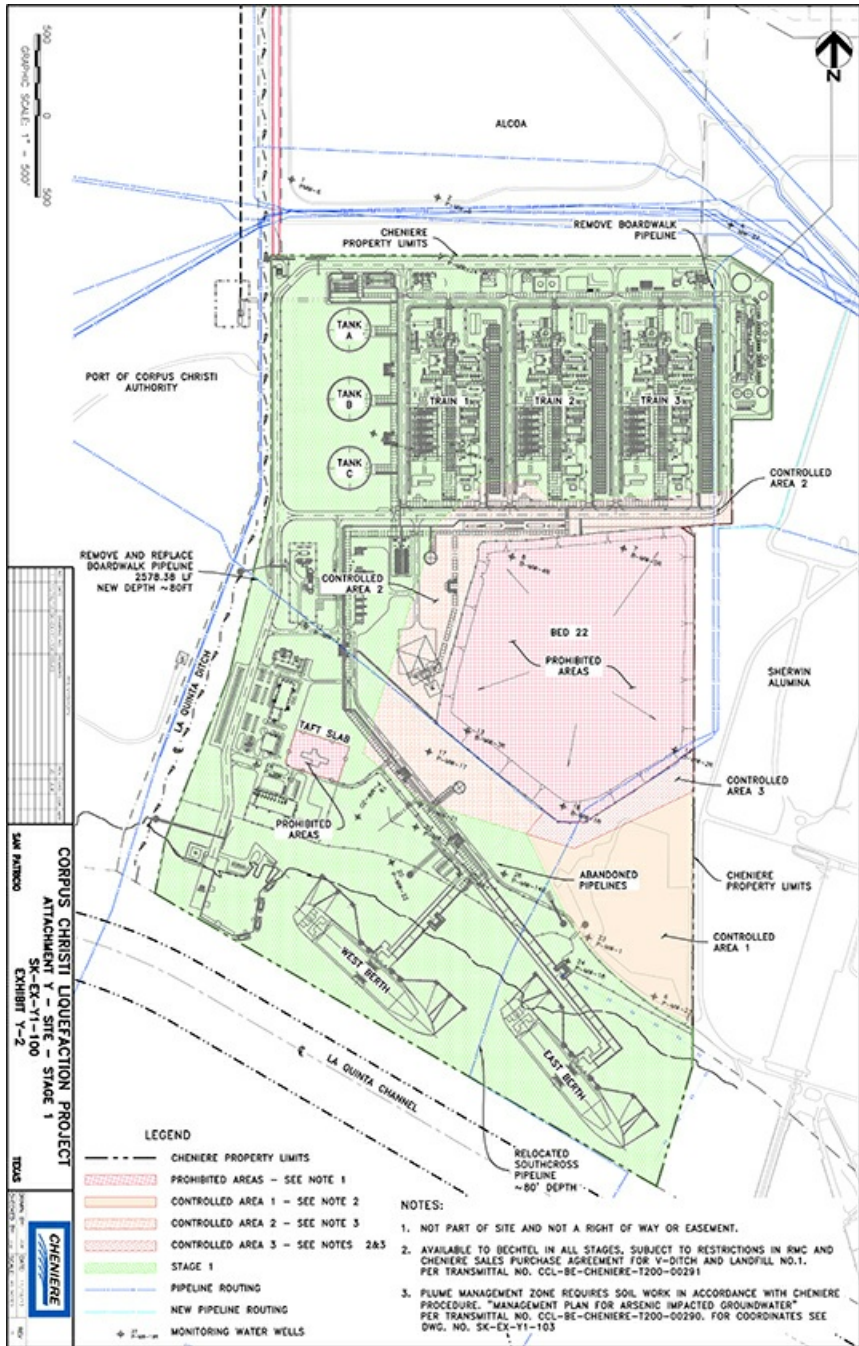 500
0
500
GRAPHIC SCALE: 1" = 500'
N
ALCOA
CHENIERE
PROPERTY LIMITS
REMOVE BOARDWALK
PIPELINE
TANK
A
TANK
B
TANK
C
TRAIN 1
TRAIN 2
TRAIN 3
PORT OF CORPUS CHRISTI
AUTHORITY
CONTROLLED
AREA 2
REMOVE AND REPLACE
BOARDWALK PIPELINE
2578.38 LF
NEW DEPTH ~80FT
CONTROLLED
AREA 2
BED 22
PROHIBITED
AREAS
SHERWIN
ALUMINA
LA QUINTA DITCH
TAFT SLAB
PROHIBITED
AREAS
CONTROLLED
AREA 3
ABANDONED
PIPELINES
CHENIERE
PROPERTY LIMITS
CONTROLLED
AREA 1
WEST BERTH
EAST BERTH
LA QUINTA CHANNEL
RELOCATED
SOUTHCROSS
PIPELINE
~80' DEPTH
LEGEND
CHENIERE PROPERTY LIMITS
PROHIBITED AREAS - SEE NOTE 1
CONTROLLED AREA 1 - SEE NOTE 2
CONTROLLED AREA 2 - SEE NOTE 3
CONTROLLED AREA 3 - SEE NOTES 2&3
STAGE 1
PIPELINE ROUTING
NEW PIPELINE ROUTING
MONITORING WATER WELLS
NOTES:
1. NOT PART OF SITE AND NOT A RIGHT OF WAY OR EASEMENT.
2. AVAILABLE TO BECHTEL IN ALL STAGES, SUBJECT TO RESTRICTIONS IN RMC AND
CHENIERE SALES PURCHASE AGREEMENT FOR V-DITCH AND LANDFILL NO.1.
PER TRANSMITTAL NO. CCL-BE-CHENIERE-T200-00291
3. PLUME MANAGEMENT ZONE REQUIRES SOIL WORK IN ACCORDANCE WITH CHENIERE
PROCEDURE. "MANAGEMENT PLAN FOR ARSENIC IMPACTED GROUNDWATER"
PER TRANSMITTAL NO. CCL-BE-CHENIERE-T200-00290. FOR COORDINATES SEE
DWG. NO. SK-EX-Y1-103
CORPUS CHRISTI LIQUEFACTION PROJECT
ATTACHMENT Y - SITE - STAGE 1
SK-EX-Y1-100
EXHIBIT Y-2
SAN PATRICIO
TEXAS
CHENIERE